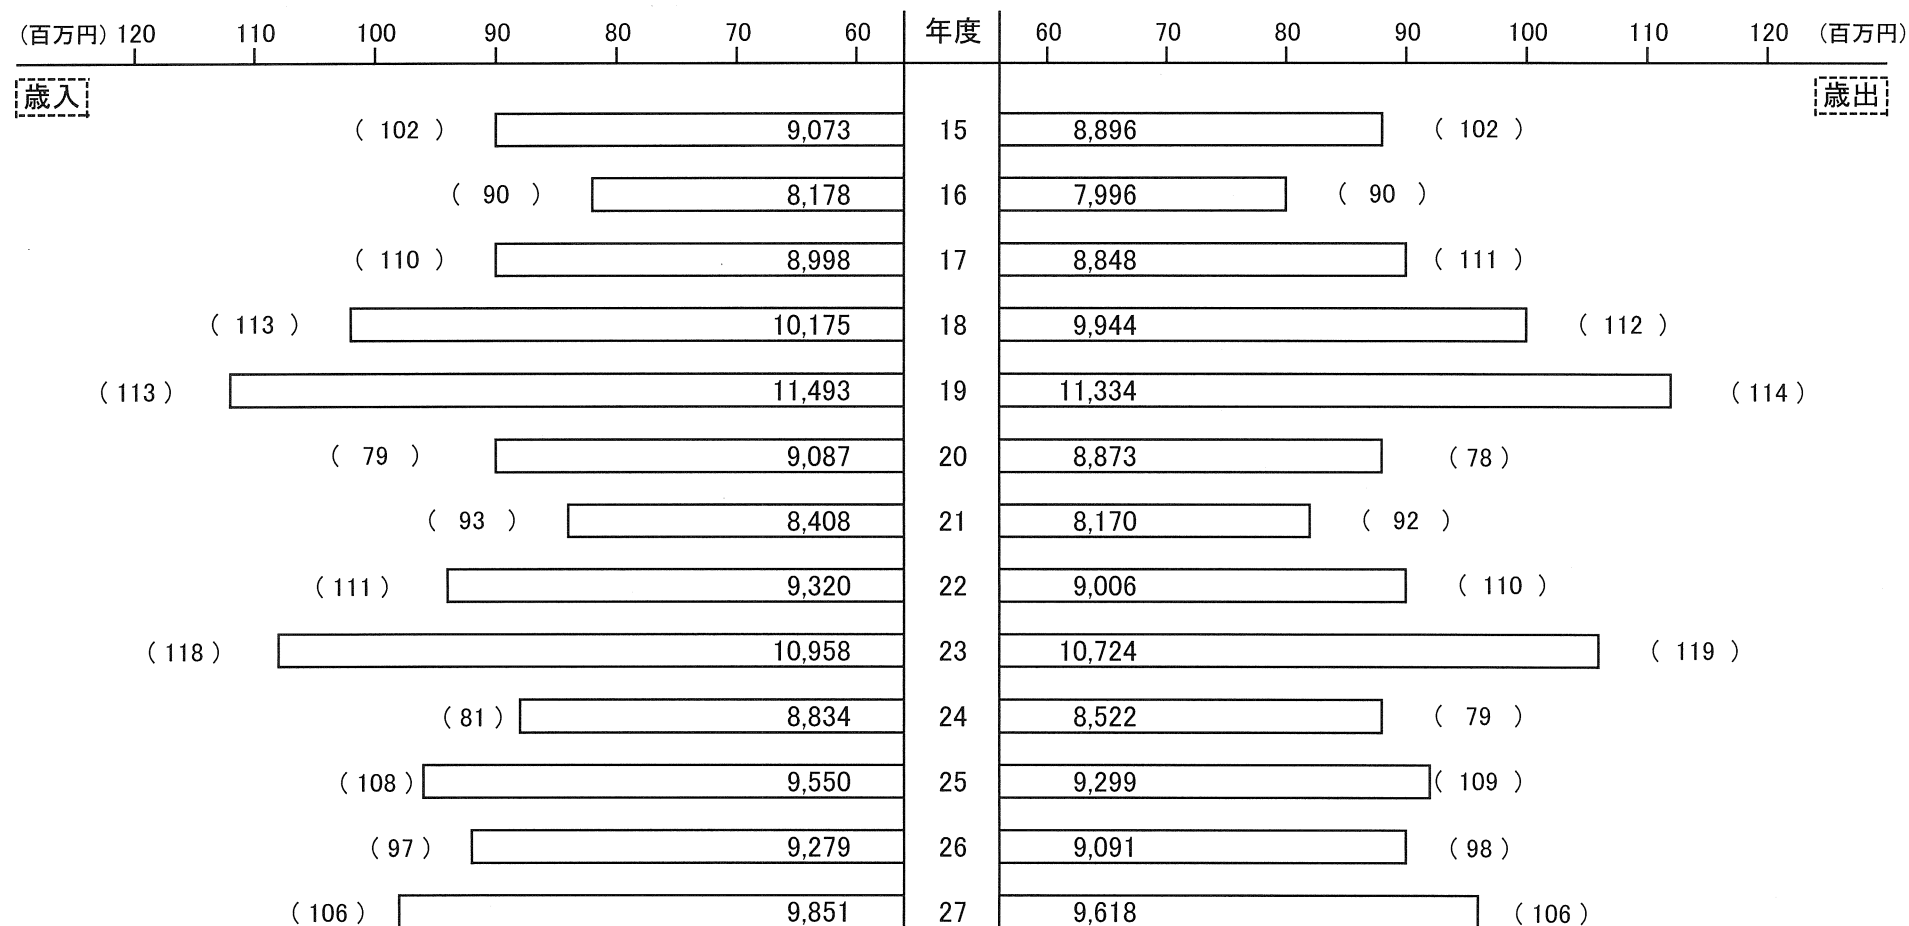 （百万円） 120 110 100 90 80 70 60 年度 60 70 80 90 100 110 120 （百万円）
歳入 歳出
（ 102 ） 9,073 15 8,896 （ 102 ）
（ 90 ） 8,178 16 7,996 （ 90 ）
（ 110 ） 8,998 17 8,848 （ 111 ）
（ 113 ） 10,175 18 9,944 （ 112 ）
（ 113 ） 11,493 19 11,334 （ 114 ）
（ 79 ） 9,087 20 8,873 （ 78 ）
（ 93 ） 8,408 21 8,170 （ 92 ）
（ 111 ） 9,320 22 9,006 （ 110 ）
（ 118 ） 10,958 23 10,724 （ 119 ）
（ 81 ） 8,834 24 8,522 （ 79 ）
（ 108 ） 9,550 25 9,299 （ 109 ）
（ 97 ） 9,279 26 9,091 （ 98 ）
（ 106 ） 9,851 27 9,618 （ 106 ）